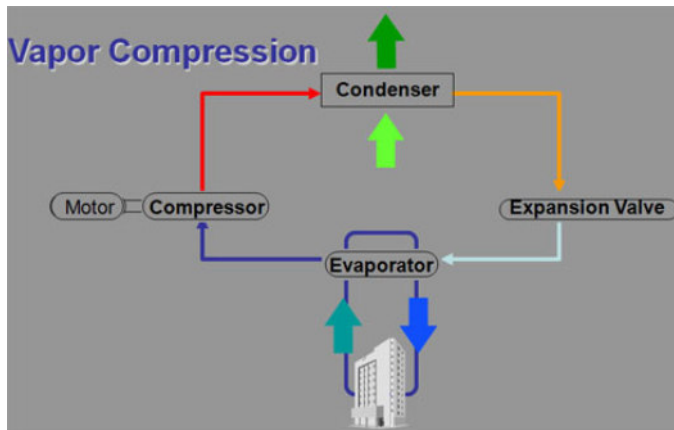 Vapor Compression
Condenser
Motor
Compressor
Expansion Valve
Evaporator